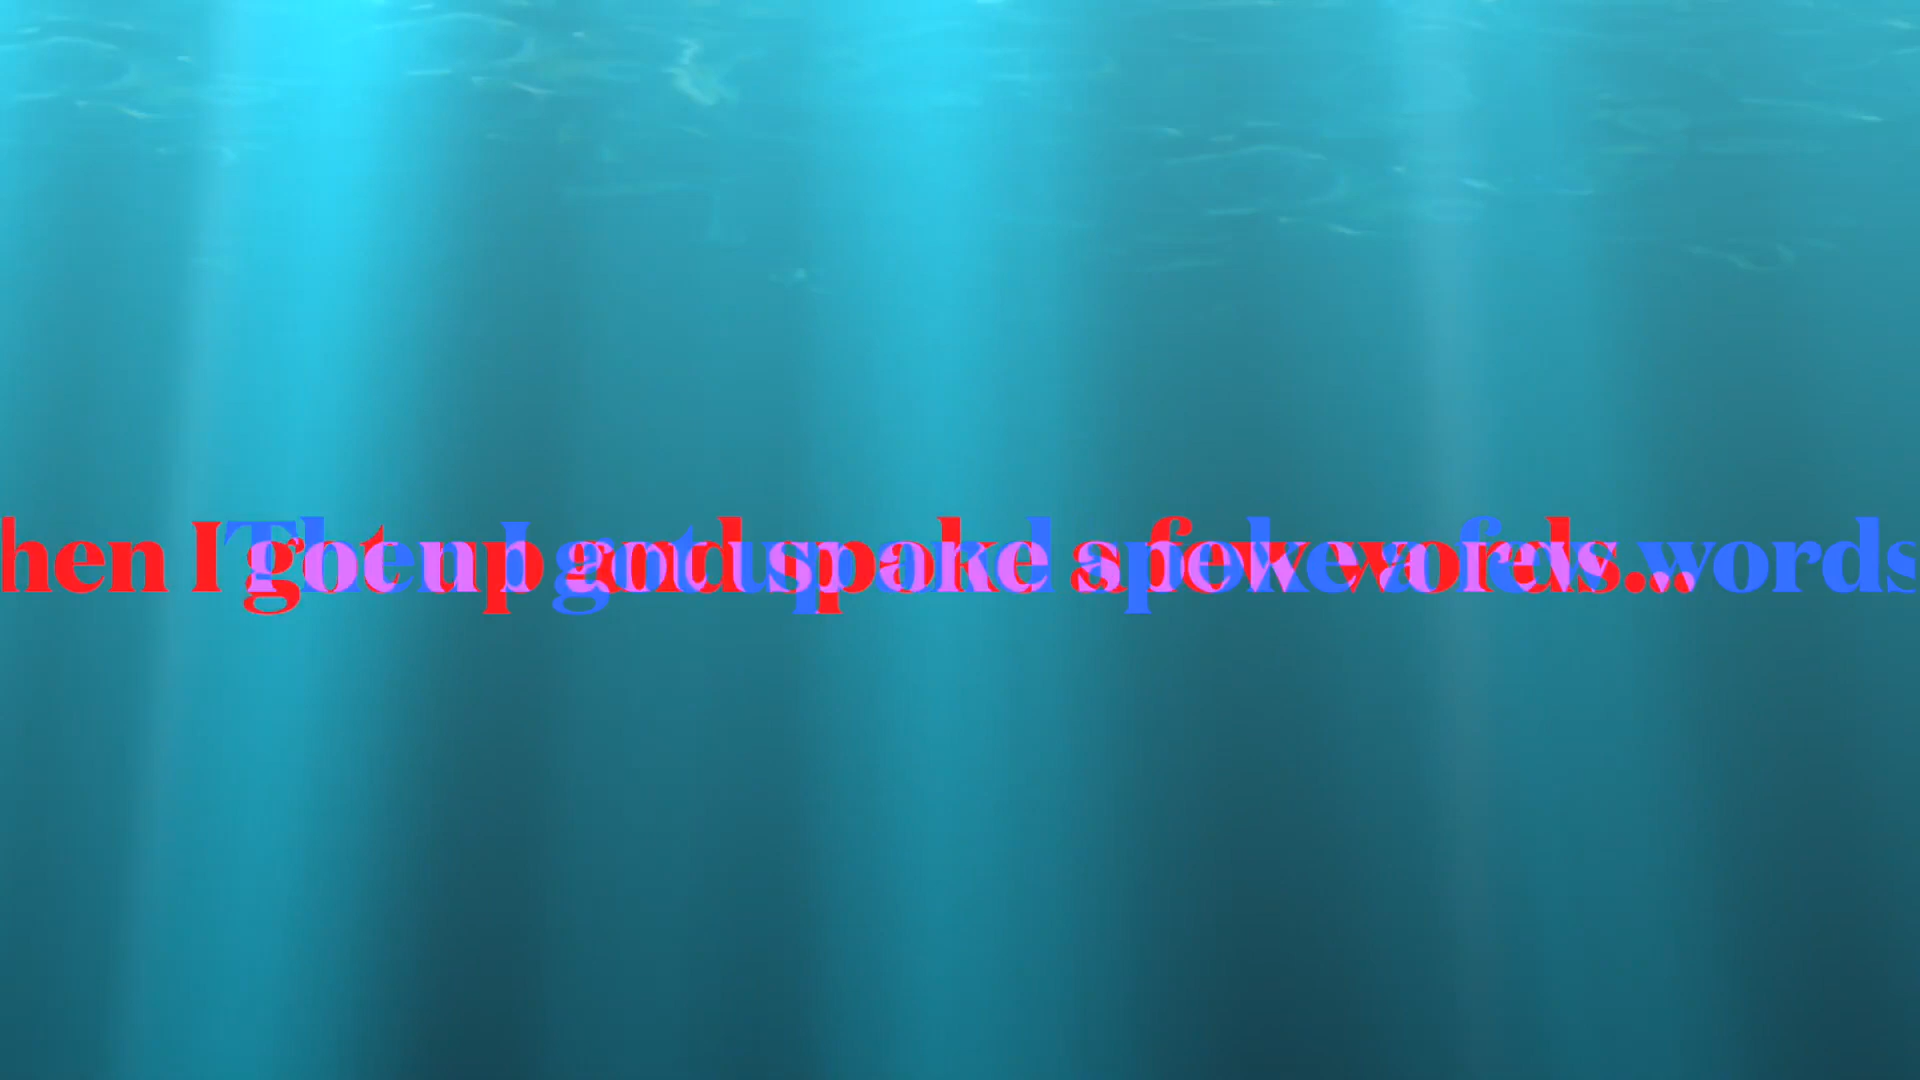 hen I got up and spoke a few words...
Then I got up and spoke a few words